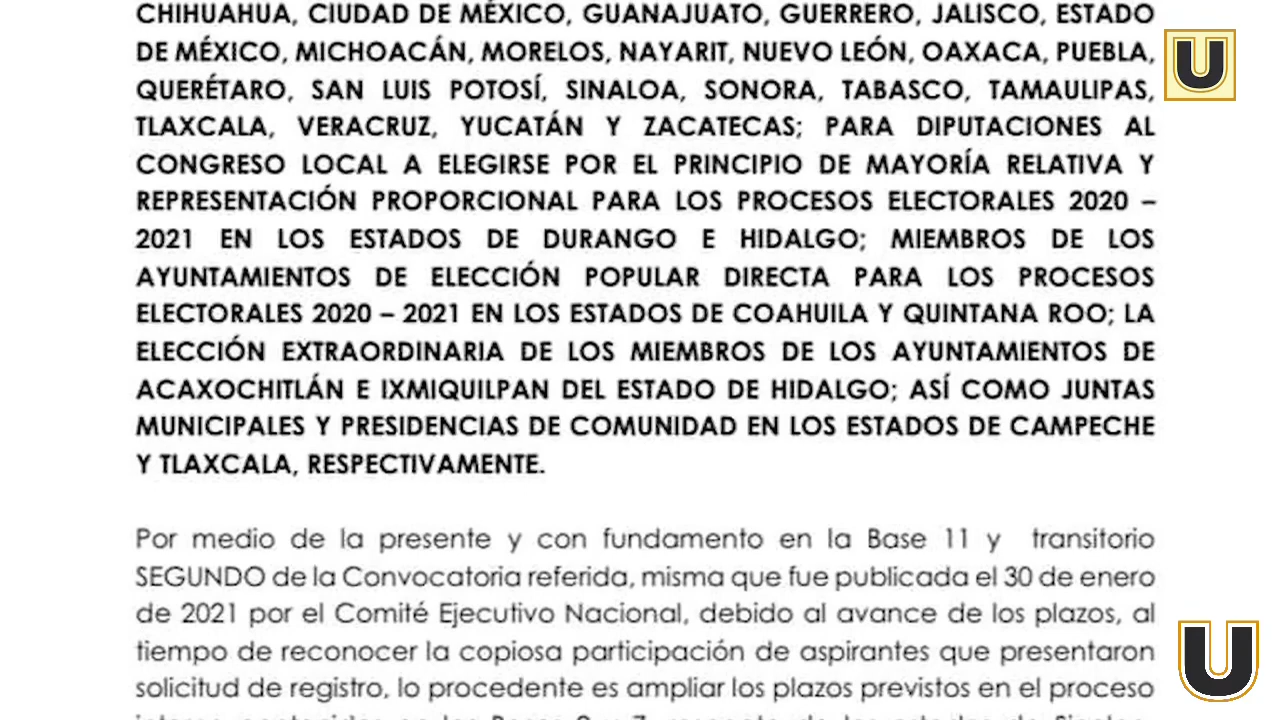 CHIHUAHUA, CIUDAD DE MÉXICO, GUANAJUATO, GUERRERO, JALISCO, ESTADO
DE MÉXICO, MICHOACÁN, MORELOS, NAYARIT, NUEVO LEÓN, OAXACA, PUEBLA,
QUERÉTARO, SAN LUIS POTOSÍ, SINALOA, SONORA, TABASCO, TAMAULIPAS,
TLAXCALA, VERACRUZ, YUCATÁN Y ZACATECAS; PARA DIPUTACIONES AL
CONGRESO LOCAL A ELEGIRSE POR EL PRINCIPIO DE MAYORÍA RELATIVA Y
REPRESENTACIÓN PROPORCIONAL PARA LOS PROCESOS ELECTORALES 2020 –
2021 EN LOS ESTADOS DE DURANGO E HIDALGO; MIEMBROS DE LOS
AYUNTAMIENTOS DE ELECCIÓN POPULAR DIRECTA PARA LOS PROCESOS
ELECTORALES 2020 – 2021 EN LOS ESTADOS DE COAHUILA Y QUINTANA ROO; LA
ELECCIÓN EXTRAORDINARIA DE LOS MIEMBROS DE LOS AYUNTAMIENTOS DE
ACAXOCHITLÁN E IXMIQUILPAN DEL ESTADO DE HIDALGO; ASÍ COMO JUNTAS
MUNICIPALES Y PRESIDENCIAS DE COMUNIDAD EN LOS ESTADOS DE CAMPECHE
Y TLAXCALA, RESPECTIVAMENTE.
Por medio de la presente y con fundamento en la Base 11 y transitorio
SEGUNDO de la Convocatoria referida, misma que fue publicada el 30 de enero
de 2021 por el Comité Ejecutivo Nacional, debido al avance de los plazos, al
tiempo de reconocer la copiosa participación de aspirantes que presentaron
solicitud de registro, lo procedente es ampliar los plazos previstos en el proceso
U
U